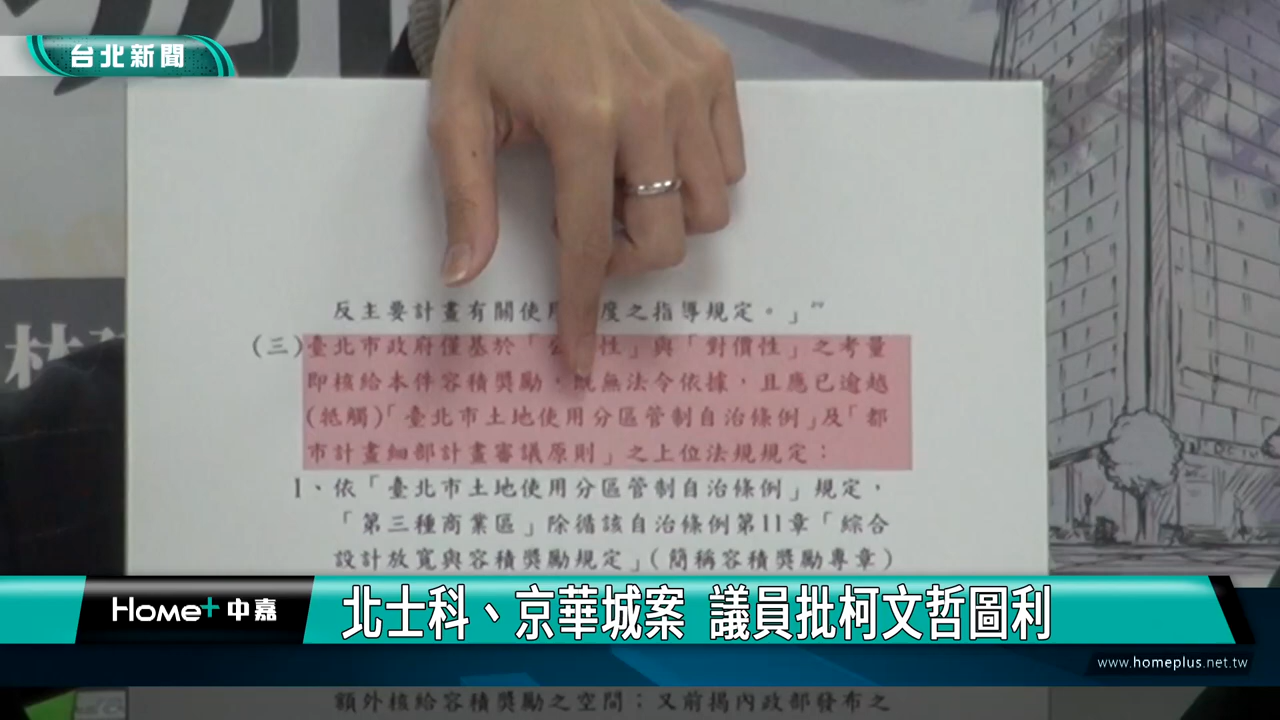 台北新聞
反主要計畫有關使用 度之指導規定。」
(三)臺北市政府僅基於「公 性」與「對價性」之考量
即核給本件容積獎勵，既無法令依據，且應已逾越
(牴觸)「臺北市土地使用分區管制自治條例」及「都
市計畫細部計畫審議原則」之上位法規規定：
1、依「臺北市土地使用分區管制自治條例」規定，
「第三種商業區」除循該自治條例第11章「綜合
設計放寬與容積獎勵規定」(簡稱容積獎勵專章)
Home+中嘉
北士科、京華城案 議員批柯文哲圖利
www.homeplus.net.tw
額外核給容積獎勵之空間；又前揭內政部發布之